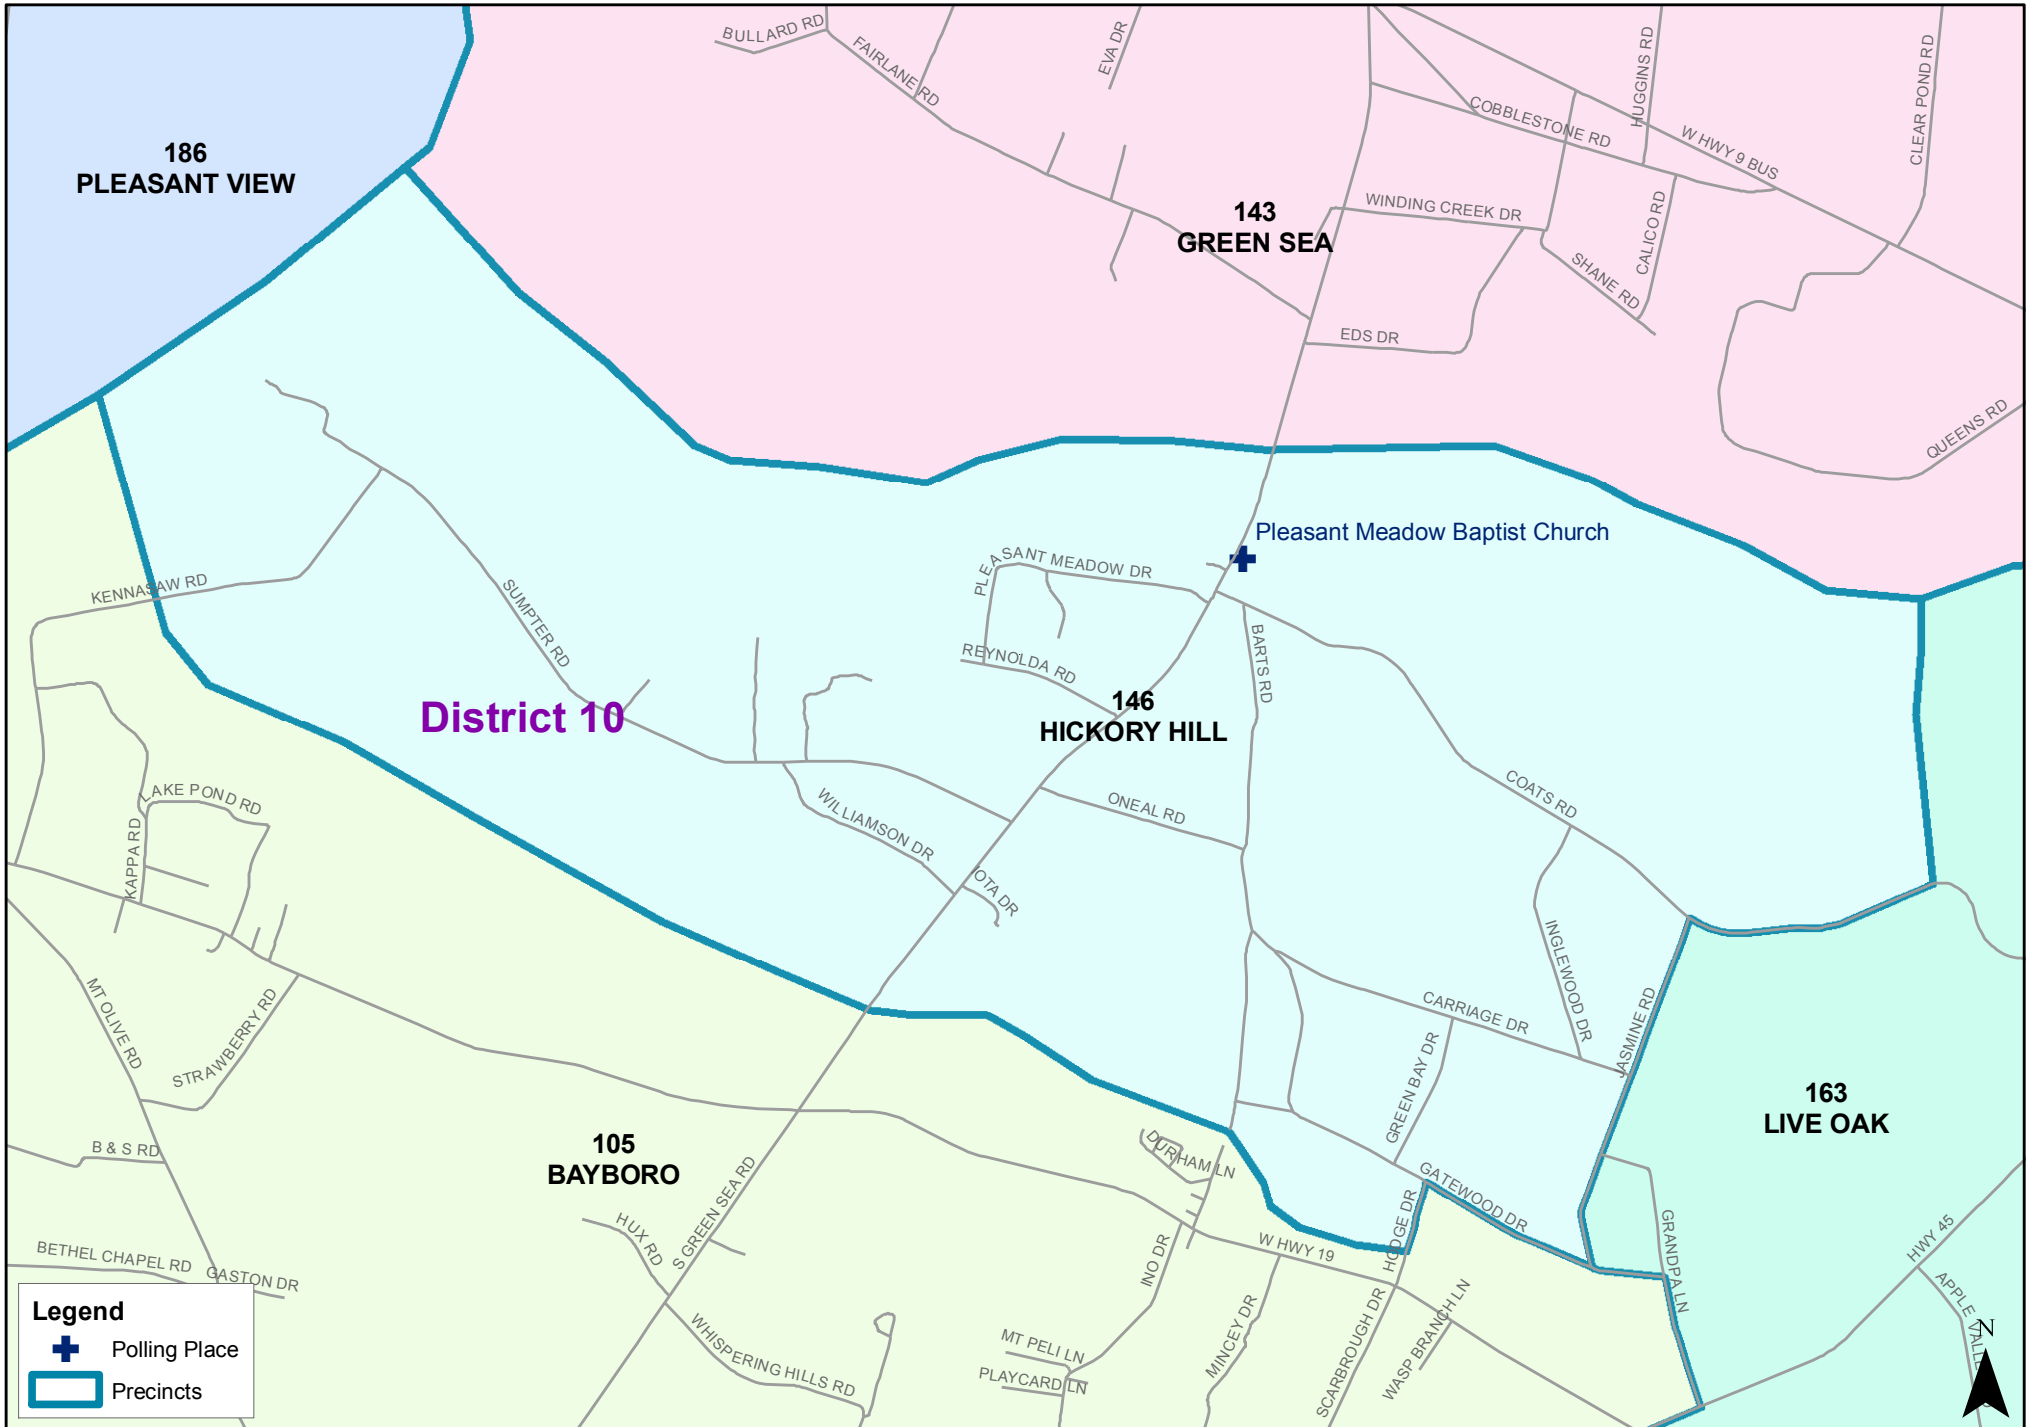 BULLARD RD
FAIRLANE RD
EVA DR
HUGGINS RD
CLEAR POND RD
COBBLESTONE RD
W HWY 9 BUS
186
PLEASANT VIEW
143
GREEN SEA
WINDING CREEK DR
CALICO RD
SHANE RD
EDS DR
QUEENS RD
Pleasant Meadow Baptist Church
PLEASANT MEADOW DR
KENNASAW RD
SUMPTER RD
BARTS RD
REYNOLDA RD
146
HICKORY HILL
District 10
LAKE POND RD
KAPPA RD
WILLIAMSON DR
ONEAL RD
COATS RD
IOTA DR
INGLEWOOD DR
MT OLIVE RD
STRAWBERRY RD
CARRIAGE DR
JASMINE RD
GREEN BAY DR
163
LIVE OAK
B & S RD
105
BAYBORO
DURHAM LN
GATEWOOD DR
S GREEN SEA RD
HUX RD
HODGE DR
W HWY 19
INO DR
GRANDPA LN
HWY 45
BETHEL CHAPEL RD
GASTON DR
MINCEY DR
SCARBROUGH DR
WASP BRANCH LN
APPLE VALLE
WHISPERING HILLS RD
MT PELI LN
PLAYCARD LN
N
Legend
Polling Place
Precincts